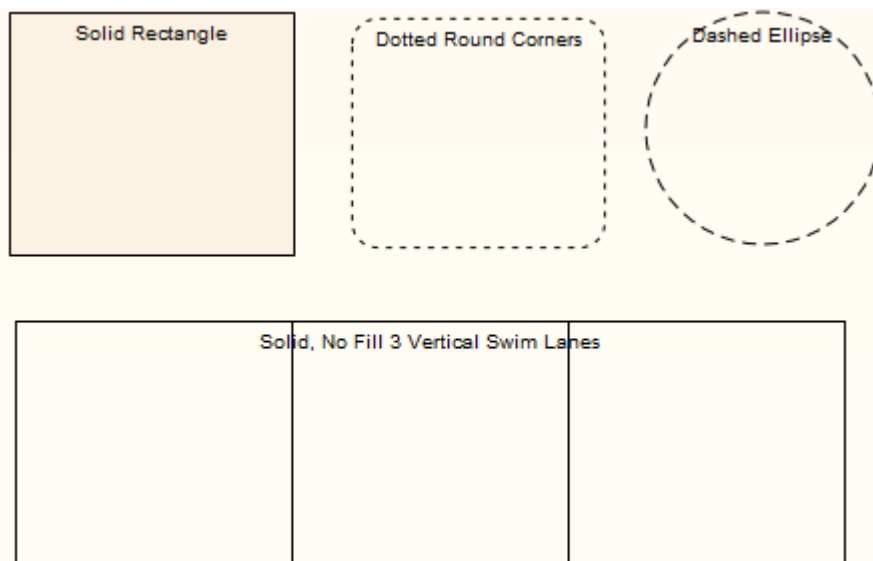 Solid Rectangle
Dotted Round Corners
Dashed Ellipse
Solid, No Fill 3 Vertical Swim Lanes